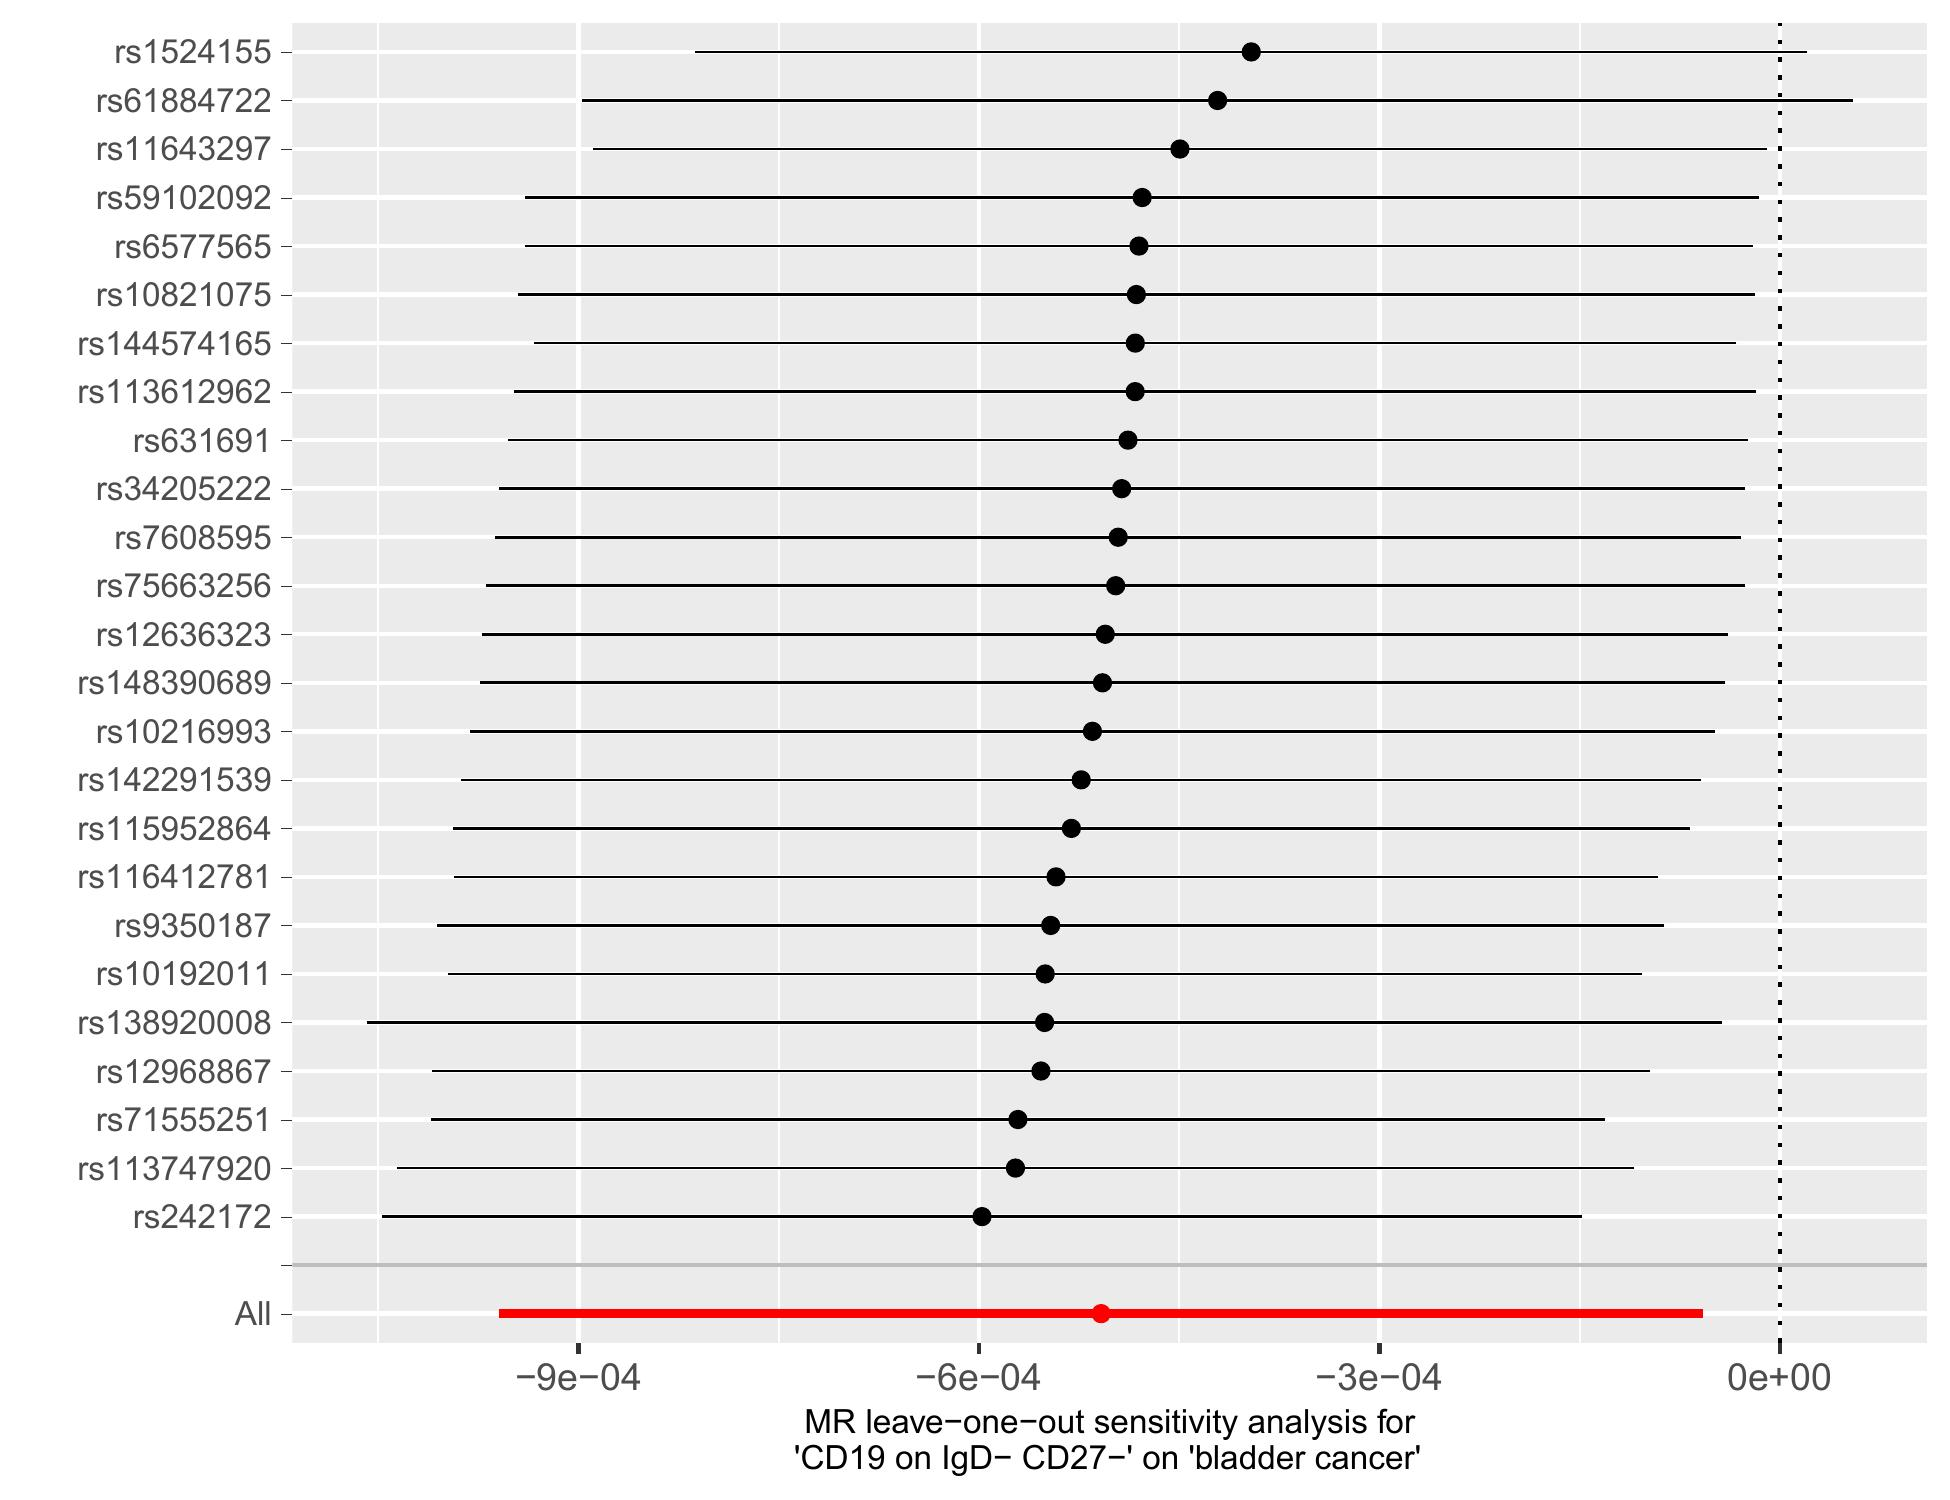 rs1524155
rs61884722
rs11643297
rs59102092
rs6577565
rs10821075
rs144574165
rs113612962
rs631691
rs34205222
rs7608595
rs75663256
rs12636323
rs148390689
rs10216993
rs142291539
rs115952864
rs116412781
rs9350187
rs10192011
rs138920008
rs12968867
rs71555251
rs113747920
rs242172
All
−9e−04 −6e−04 −3e−04 0e+00
MR leave−one−out sensitivity analysis for
'CD19 on IgD− CD27−' on 'bladder cancer'